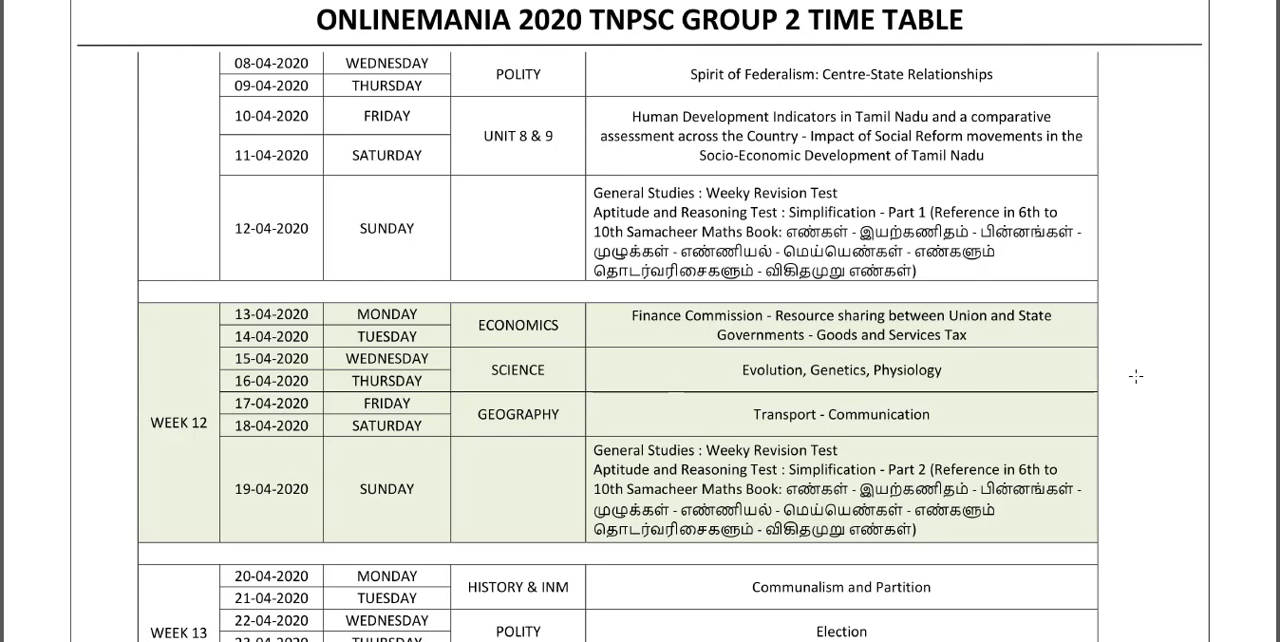 ONLINEMANIA 2020 TNPSC GROUP 2 TIME TABLE
08-04-2020 WEDNESDAY
POLITY Spirit of Federalism: Centre-State Relationships
09-04-2020 THURSDAY
10-04-2020 FRIDAY
UNIT 8 & 9
Human Development Indicators in Tamil Nadu and a comparative
assessment across the Country - Impact of Social Reform movements in the
Socio-Economic Development of Tamil Nadu
11-04-2020 SATURDAY
12-04-2020 SUNDAY
General Studies : Weeky Revision Test
Aptitude and Reasoning Test : Simplification - Part 1 (Reference in 6th to
10th Samacheer Maths Book: எண்கள் - இயற்கணிதம் - பின்னங்கள் -
முழுக்கள் - எண்ணியல் - மெய்யெண்கள் - எண்களும்
தொடர்வரிசைகளும் - விகிதமுறு எண்கள்)
WEEK 12
13-04-2020 MONDAY
14-04-2020 TUESDAY
ECONOMICS
Finance Commission - Resource sharing between Union and State
Governments - Goods and Services Tax
15-04-2020 WEDNESDAY
SCIENCE Evolution, Genetics, Physiology
16-04-2020 THURSDAY
17-04-2020 FRIDAY
GEOGRAPHY Transport - Communication
18-04-2020 SATURDAY
19-04-2020 SUNDAY
General Studies : Weeky Revision Test
Aptitude and Reasoning Test : Simplification - Part 2 (Reference in 6th to
10th Samacheer Maths Book: எண்கள் - இயற்கணிதம் - பின்னங்கள் -
முழுக்கள் - எண்ணியல் - மெய்யெண்கள் - எண்களும்
தொடர்வரிசைகளும் - விகிதமுறு எண்கள்)
WEEK 13
20-04-2020 MONDAY
HISTORY & INM Communalism and Partition
21-04-2020 TUESDAY
22-04-2020 WEDNESDAY
POLITY Election